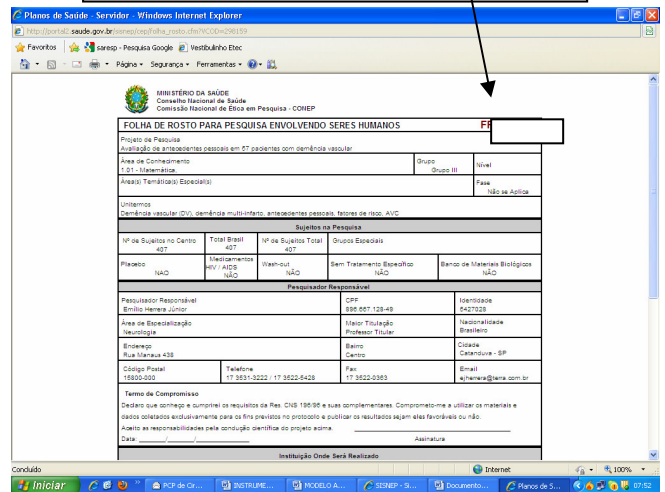 Planos de Saúde - Servidor - Windows Internet Explorer
http://portal2.saude.gov.br/sisnep/cep/folha_rosto.cfm?VCOD=298159
Favoritos saresp - Pesquisa Google Vestibulinho Etec
Página Segurança Ferramentas
MINISTÉRIO DA SAÚDE
Conselho Nacional de Saúde
Comissão Nacional de Ética em Pesquisa - CONEP
FOLHA DE ROSTO PARA PESQUISA ENVOLVENDO SERES HUMANOS
Projeto de Pesquisa
Avaliação de antecedentes pessoais em 57 pacientes com demência vascular
Área de Conhecimento Grupo Nível
1.01 - Matemática. Grupo III
Área(s) Temática(s) Especial(s) Fase
Não se Aplica
Unitermos
Demência vascular (DV), demência multi-infarto, antecedentes pessoais, fatores de risco, AVC
Sujeitos na Pesquisa
Nº de Sujeitos no Centro Total Brasil Nº de Sujeitos Total Grupos Especiais
407 407 407
Placebo Medicamentos HIV / AIDS Wash-out Sem Tratamento Específico Banco de Materiais Biológicos
NAO NÃO NÃO NÃO NÃO
Pesquisador Responsável
Pesquisador Responsável CPF Identidade
Emílio Herrera Júnior 896.667.128-49 6427028
Área de Especialização Maior Titulação Nacionalidade
Neurologia Professor Titular Brasileiro
Endereço Bairro Cidade
Rua Manaus 438 Centro Catanduva - SP
Código Postal Telefone Fax Email
15800-000 17 3531-3222 / 17 3522-5428 17 3522-0363 ejherrera@terra.com.br
Termo de Compromisso
Declaro que conheço e cumprirei os requisitos da Res. CNS 196/96 e suas complementares. Comprometo-me a utilizar os materiais e
dados coletados exclusivamente para os fins previstos no protocolo e publicar os resultados sejam eles favoráveis ou não.
Aceito as responsabilidades pela condução científica do projeto acima.
Data: ______/______/____________ Assinatura
Instituição Onde Será Realizado
Concluído Internet 100%
Iniciar PCP de Cir... INSTRUME... MODELO A... SISNEP - Si... Documento... Planos de S... 07:52